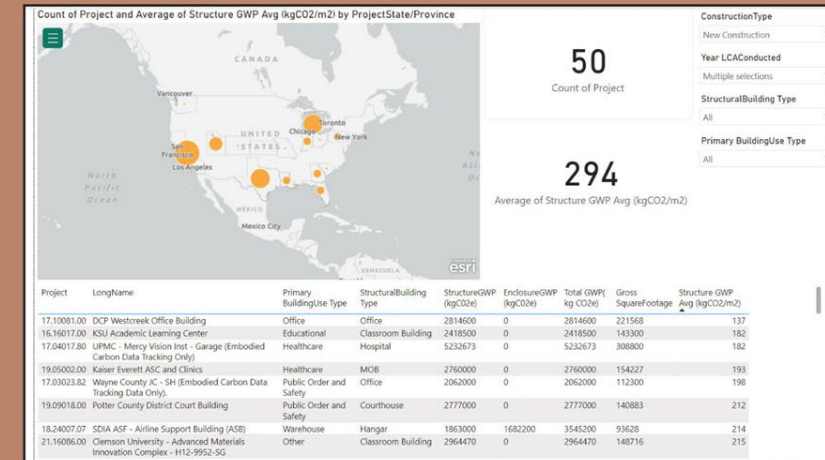 Count of Project and Average of Structure GWP Avg (kgCO2/m2) by ProjectState/Province
CANADA
Vancouver
Toronto
Chicago
New York
UNITED
STATES
San
Francisco
Los Angeles
North
Pacific
Ocean
MÉXICO
Mexico City
VENEZUELA
esri
50
Count of Project
294
Average of Structure GWP Avg (kgCO2/m2)
ConstructionType
New Construction
Year LCAConducted
Multiple selections
StructuralBuilding Type
All
Primary BuildingUse Type
All
Project LongName Primary StructuralBuilding StructureGWP EnclosureGWP Total GWP( Gross Structure GWP
BuildingUse Type Type (kgCO2e) (kgCO2e) kg CO2e) SquareFootage Avg (kgCO2/m2)
17.10081.00 DCP Westcreek Office Building Office Office 2814600 0 2814600 221568 137
16.16017.00 KSU Academic Learning Center Educational Classroom Building 2418500 0 2418500 143300 182
17.04017.80 UPMC - Mercy Vision Inst - Garage (Embodied Healthcare Hospital 5232673 0 5232673 308800 182
Carbon Data Tracking Only)
19.05002.00 Kaiser Everett ASC and Clinics Healthcare MOB 2760000 0 2760000 154227 193
17.03023.82 Wayne County JC - SH (Embodied Carbon Data Public Order and Office 2062000 0 2062000 112300 198
Tracking Data Only). Safety
19.09018.00 Potter County District Court Building Public Order and Courthouse 2777000 0 2777000 140883 212
Safety
18.24007.07 SDIA ASF - Airline Support Building (ASB) Warehouse Hangar 1863000 1682200 3545200 93628 214
21.16086.00 Clemson University - Advanced Materials Other Classroom Building 2964470 0 2964470 148716 215
Innovation Complex - H12-9952-SG